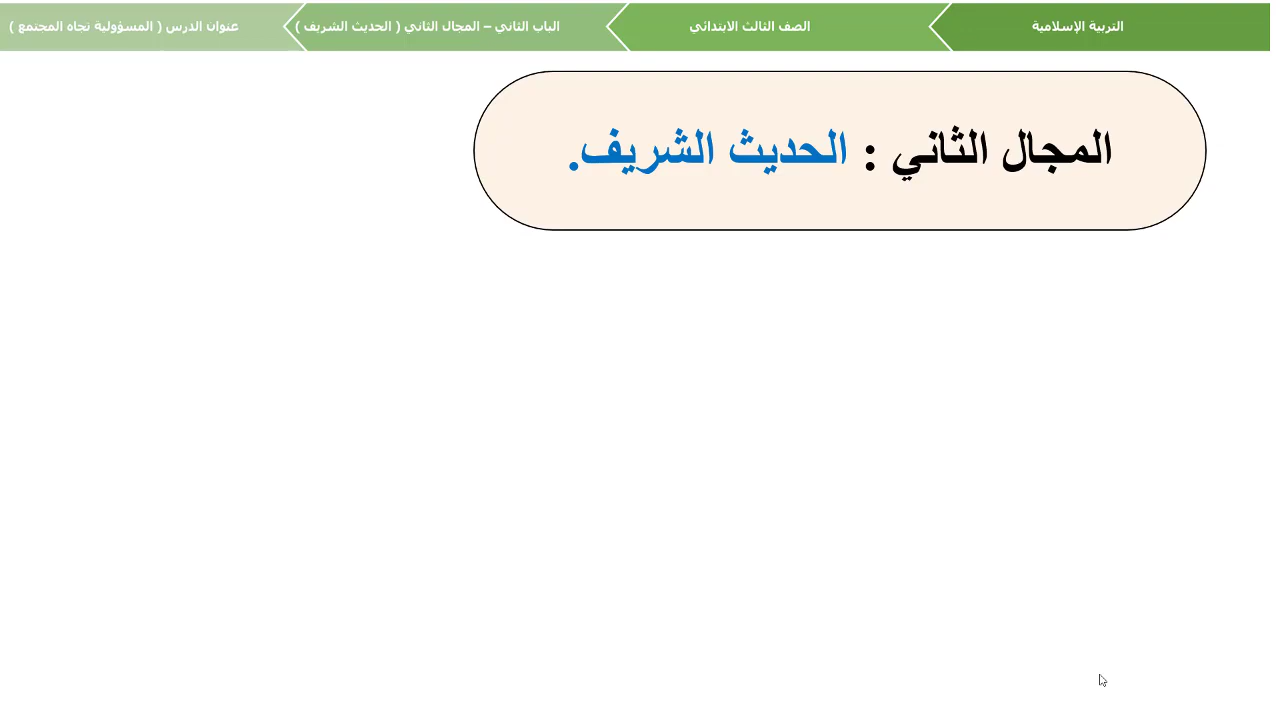 التربية الإسلامية
الصف الثالث الابتدائي
الباب الثاني – المجال الثاني ( الحديث الشريف )
عنوان الدرس ( المسؤولية تجاه المجتمع )
المجال الثاني : الحديث الشريف.